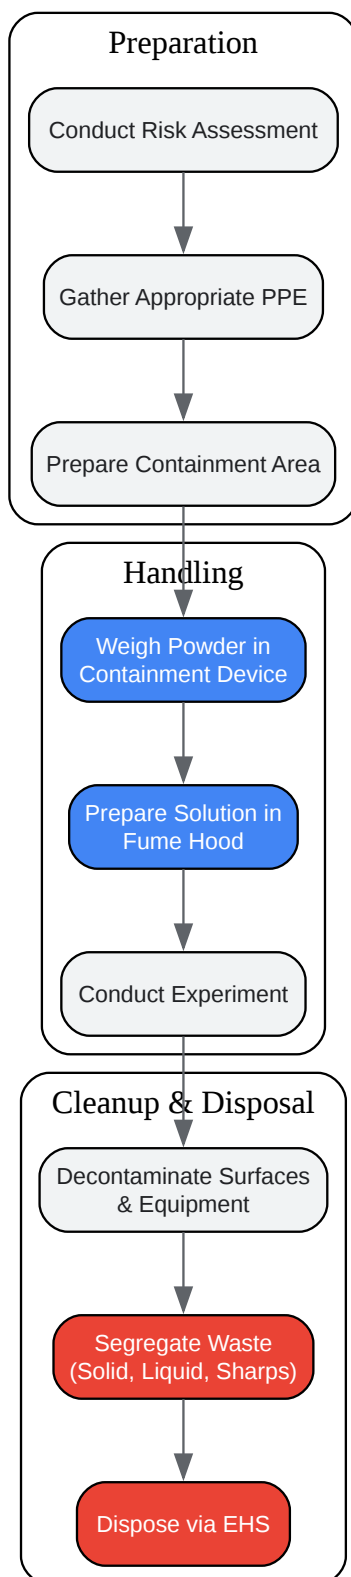 Preparation
Conduct Risk Assessment
Gather Appropriate PPE
Prepare Containment Area
Handling
Weigh Powder in
Containment Device
Prepare Solution in
Fume Hood
Conduct Experiment
Cleanup & Disposal
Decontaminate Surfaces
& Equipment
Segregate Waste
(Solid, Liquid, Sharps)
Dispose via EHS